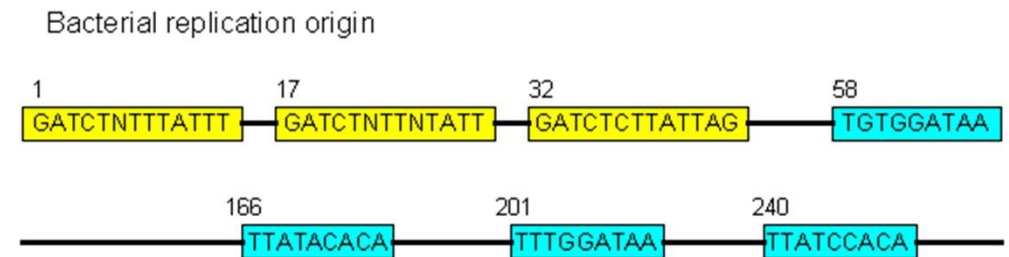 Bacterial replication origin
1 17 32 58
GATCTNTTTATTT GATCTNTTNTATT GATCTCTTATTAG TGTGGATAA
166 201 240
TTATACACA TTTGGATAA TTATCCACA